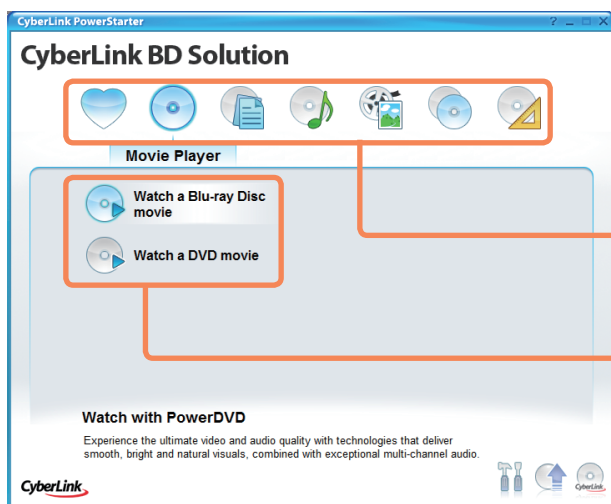 CyberLink PowerStarter
CyberLink BD Solution
Movie Player
Watch a Blu-ray Disc
movie
Watch a DVD movie
Watch with PowerDVD
Experience the ultimate video and audio quality with technologies that deliver
smooth, bright and natural visuals, combined with exceptional multi-channel audio.
CyberLink
CyberLink